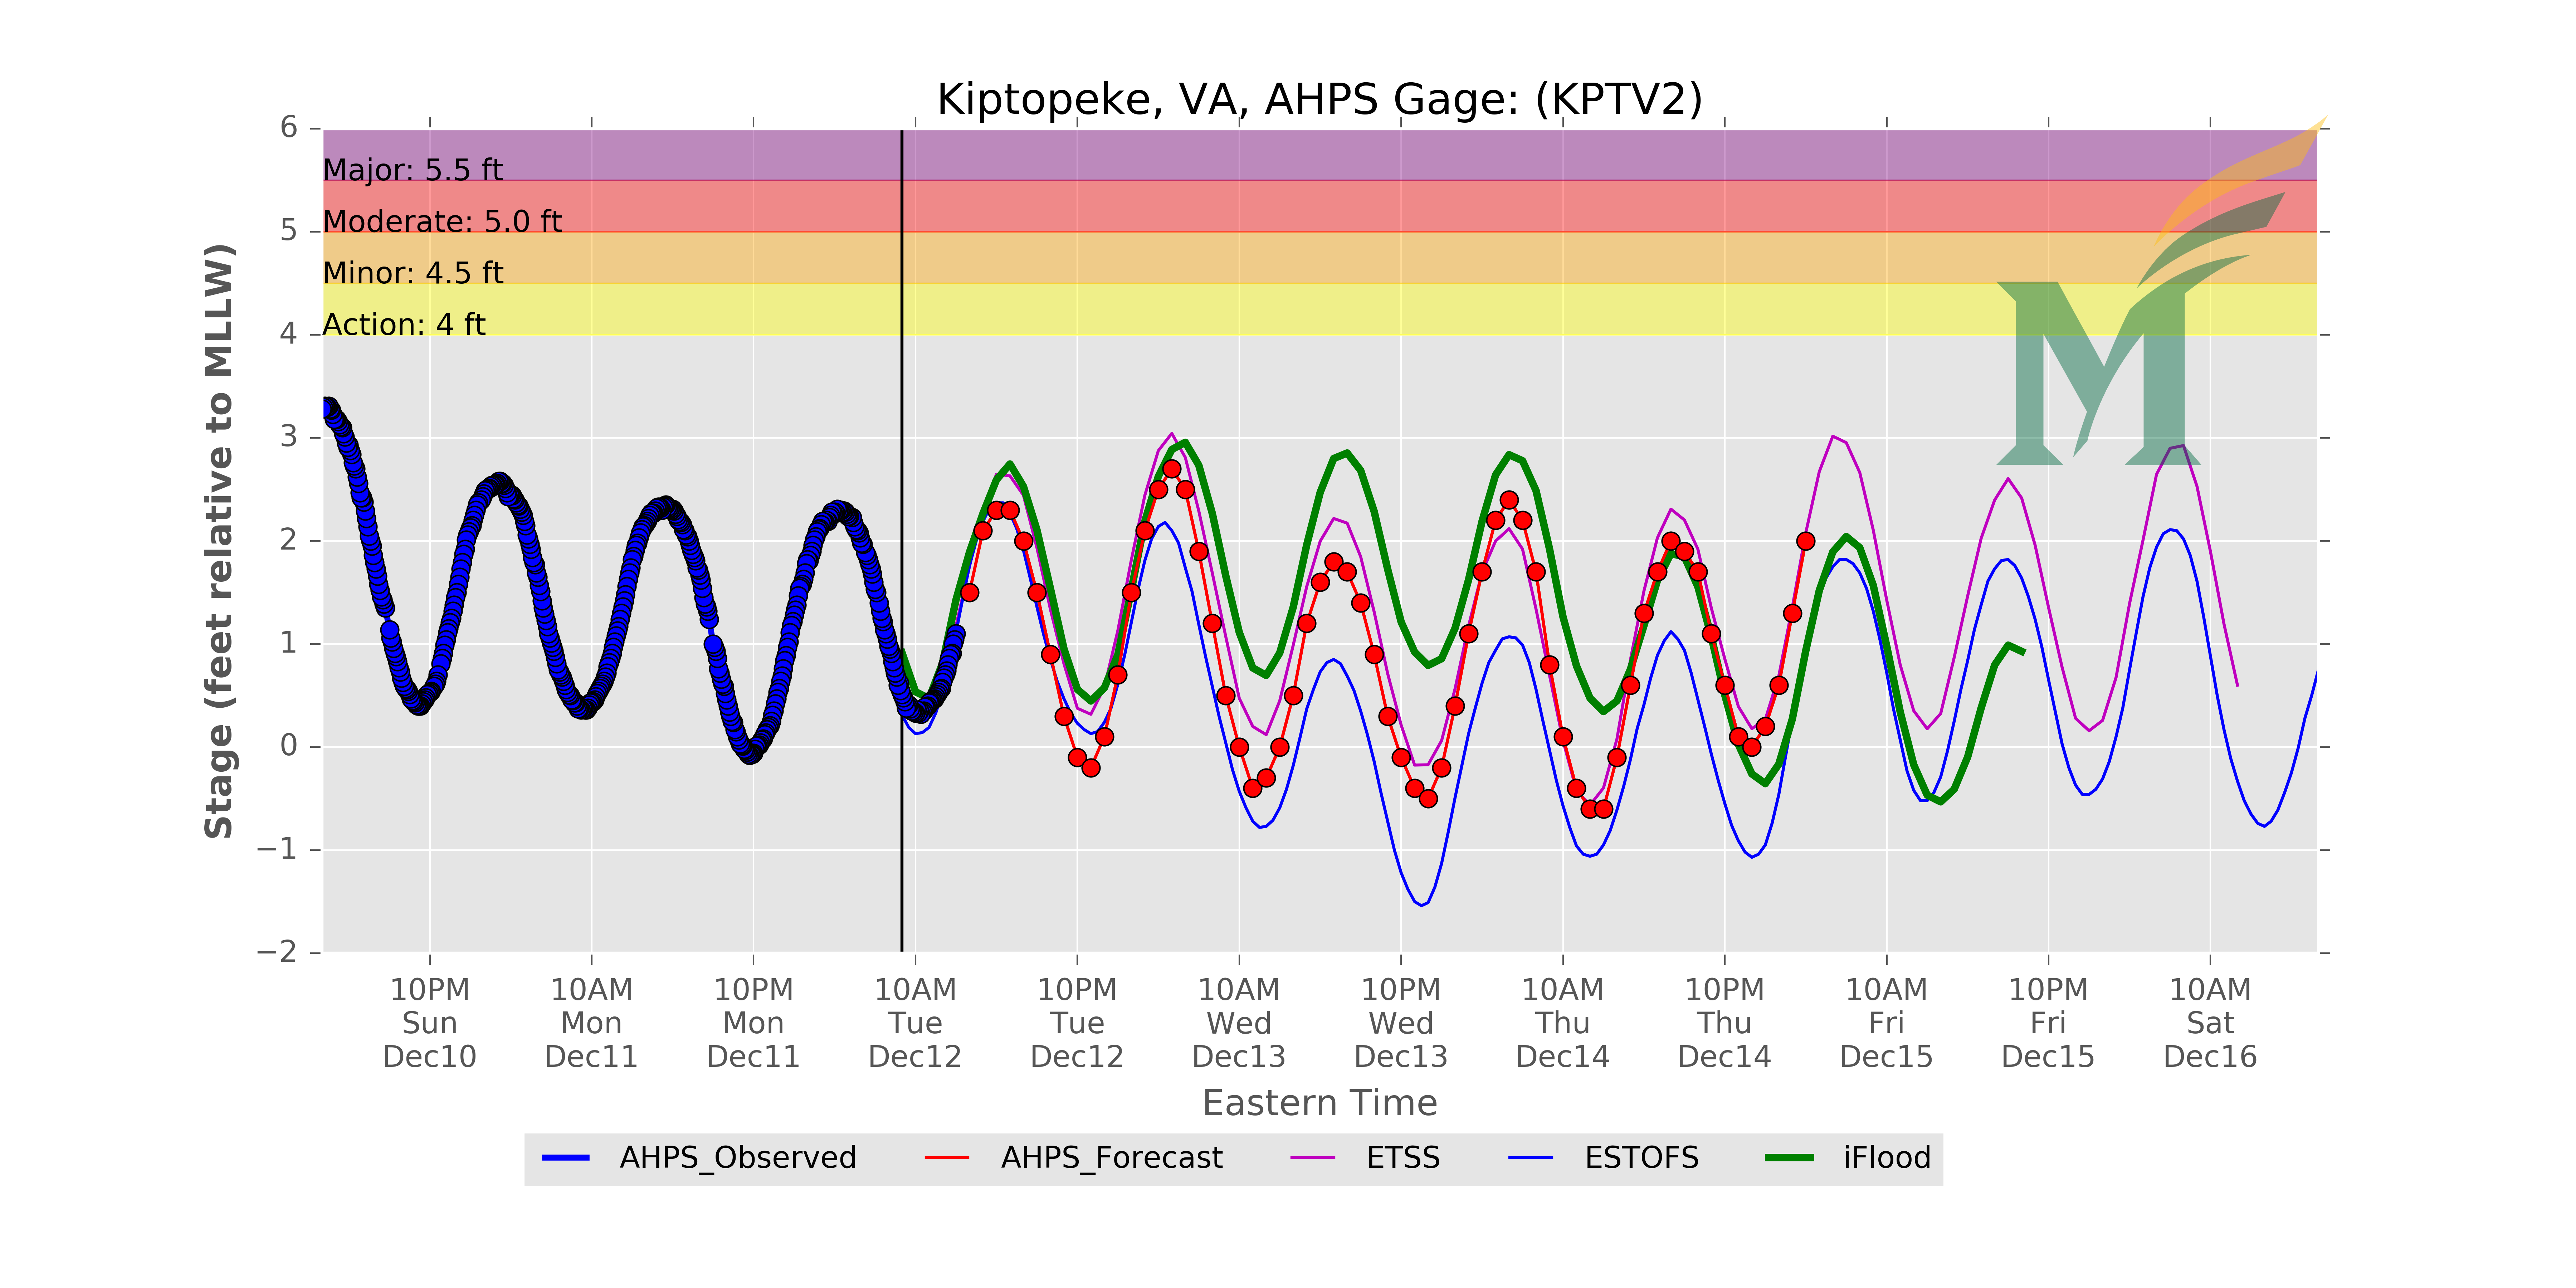 Kiptopeke, VA, AHPS Gage: (KPTV2)
6
5
4
3
2
1
0
−1
−2
Stage (feet relative to MLLW)
Major: 5.5 ft
Moderate: 5.0 ft
Minor: 4.5 ft
Action: 4 ft
M
10PM
Sun
Dec10
10AM
Mon
Dec11
10PM
Mon
Dec11
10AM
Tue
Dec12
10PM
Tue
Dec12
10AM
Wed
Dec13
10PM
Wed
Dec13
10AM
Thu
Dec14
10PM
Thu
Dec14
10AM
Fri
Dec15
10PM
Fri
Dec15
10AM
Sat
Dec16
Eastern Time
AHPS_Observed AHPS_Forecast ETSS ESTOFS iFlood